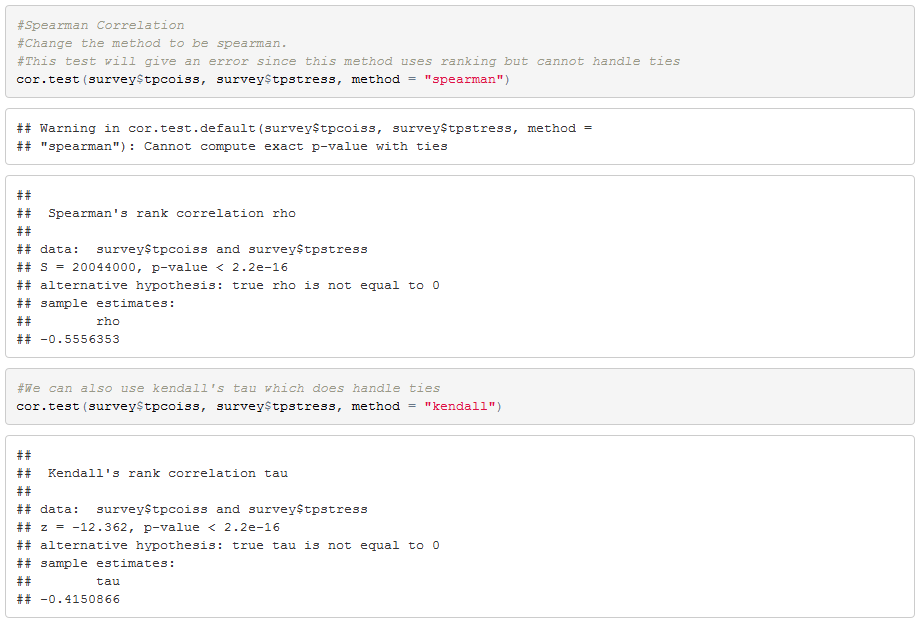 #Spearman Correlation
#Change the method to be spearman.
#This test will give an error since this method uses ranking but cannot handle ties
cor.test(survey$tpcoiss, survey$tpstress, method = "spearman")
## Warning in cor.test.default(survey$tpcoiss, survey$tpstress, method =
## "spearman"): Cannot compute exact p-value with ties
##
##  Spearman's rank correlation rho
##
## data:  survey$tpcoiss and survey$tpstress
## S = 20044000, p-value < 2.2e-16
## alternative hypothesis: true rho is not equal to 0
## sample estimates:
##        rho
## -0.5556353
#We can also use kendall's tau which does handle ties
cor.test(survey$tpcoiss, survey$tpstress, method = "kendall")
##
##  Kendall's rank correlation tau
##
## data:  survey$tpcoiss and survey$tpstress
## z = -12.362, p-value < 2.2e-16
## alternative hypothesis: true tau is not equal to 0
## sample estimates:
##        tau
## -0.4150866